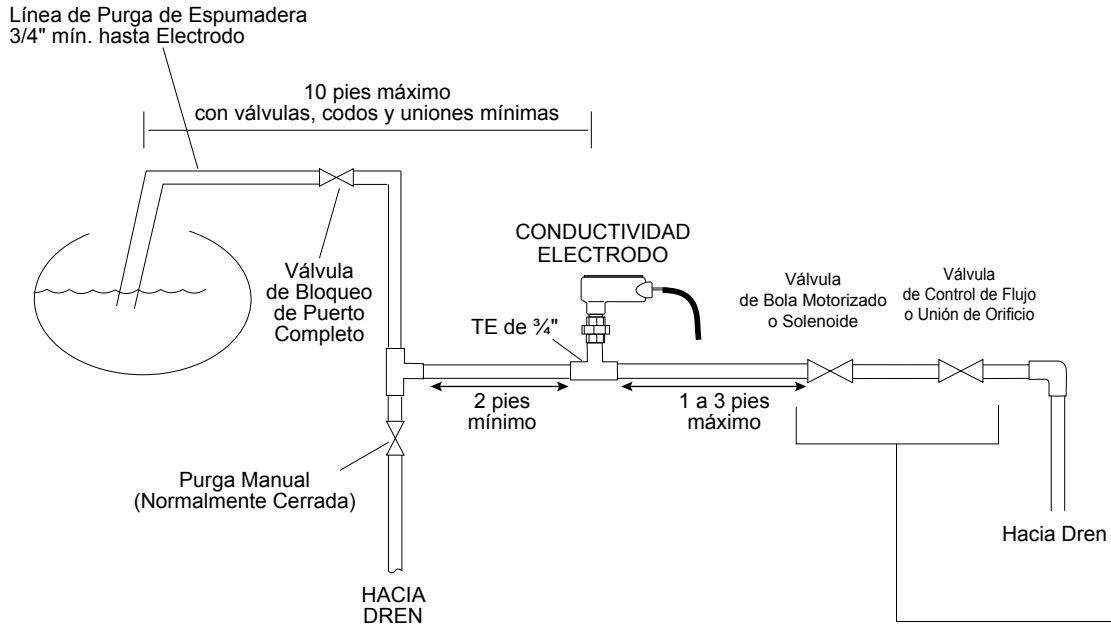 Línea de Purga de Espumadera
3/4" mín. hasta Electrodo
10 pies máximo
con válvulas, codos y uniones mínimas
CONDUCTIVIDAD
ELECTRODO
Válvula
de Bloqueo
de Puerto
Completo
TE de ¾"
Válvula
de Bola Motorizado
o Solenoide
Válvula
de Control de Flujo
o Unión de Orificio
2 pies
mínimo
1 a 3 pies
máximo
Purga Manual
(Normalmente Cerrada)
Hacia Dren
HACIA
DREN